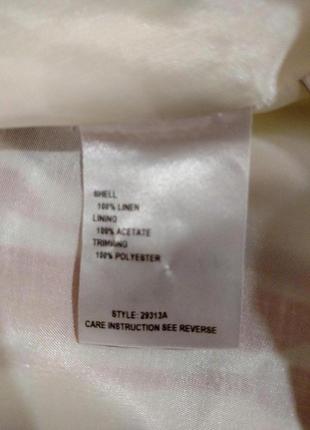 SHELL
100% LINEN
LINING
100% ACETATE
TRIMMING
100% POLYESTER
STYLE: 29313A
CARE INSTRUCTION SEE REVERSE